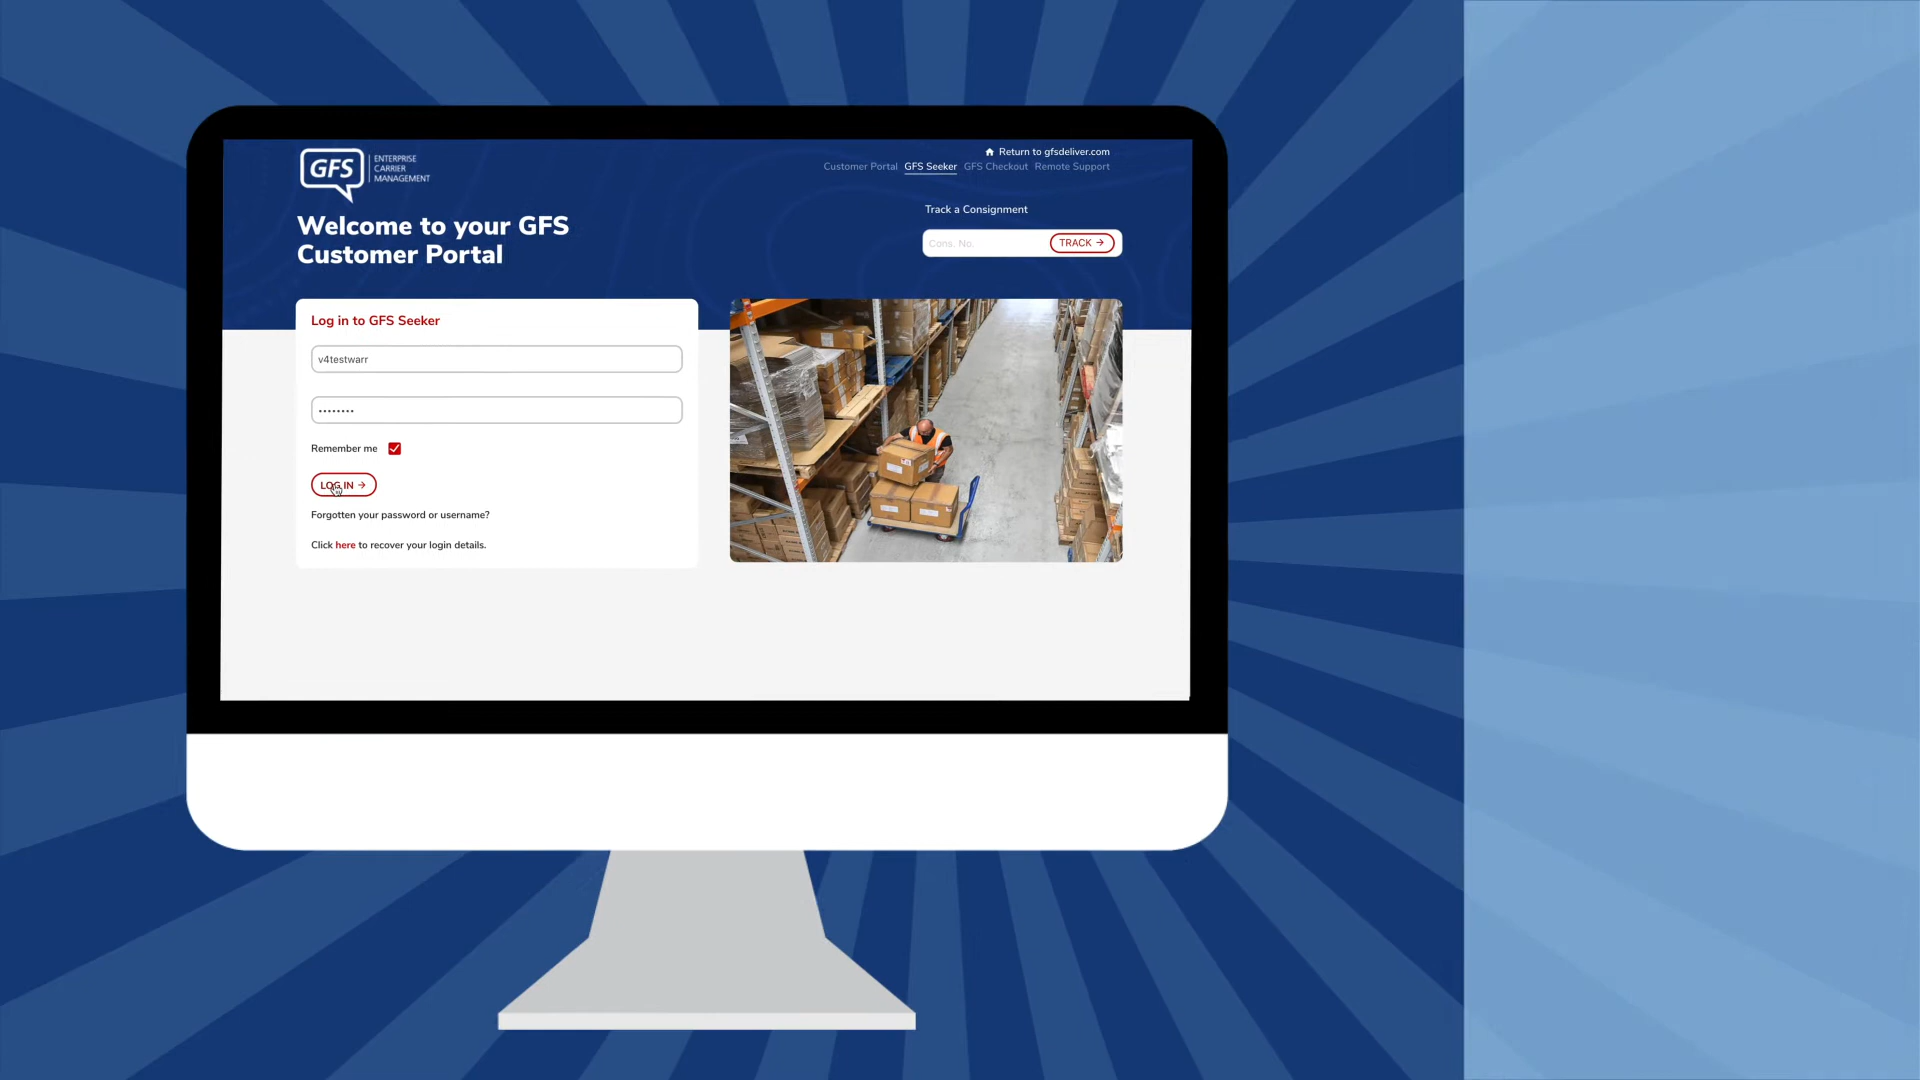 GFS
ENTERPRISE
CARRIER
MANAGEMENT
Return to gfsdeliver.com
Customer Portal GFS Seeker GFS Checkout Remote Support
Welcome to your GFS
Customer Portal
Track a Consignment
Cons. No.
TRACK →
Log in to GFS Seeker
v4testwarr
••••••••
Remember me
LOG IN →
Forgotten your password or username?
Click here to recover your login details.